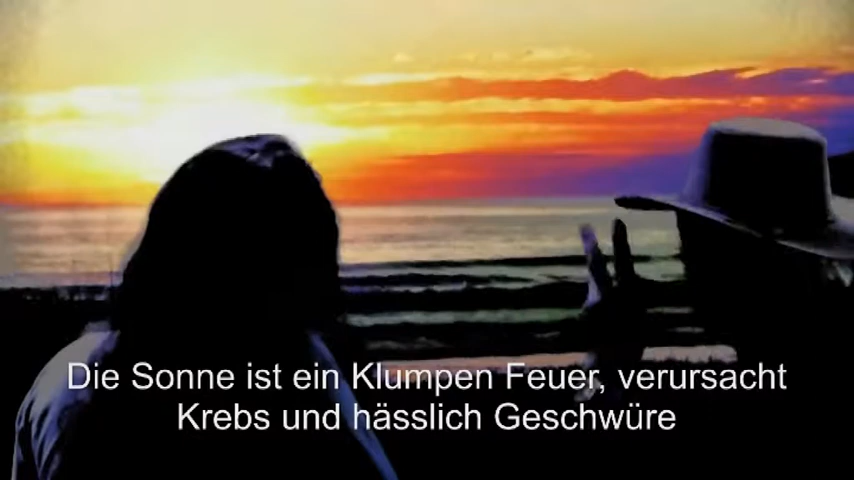 Die Sonne ist ein Klumpen Feuer, verursacht
Krebs und hässlich Geschwüre